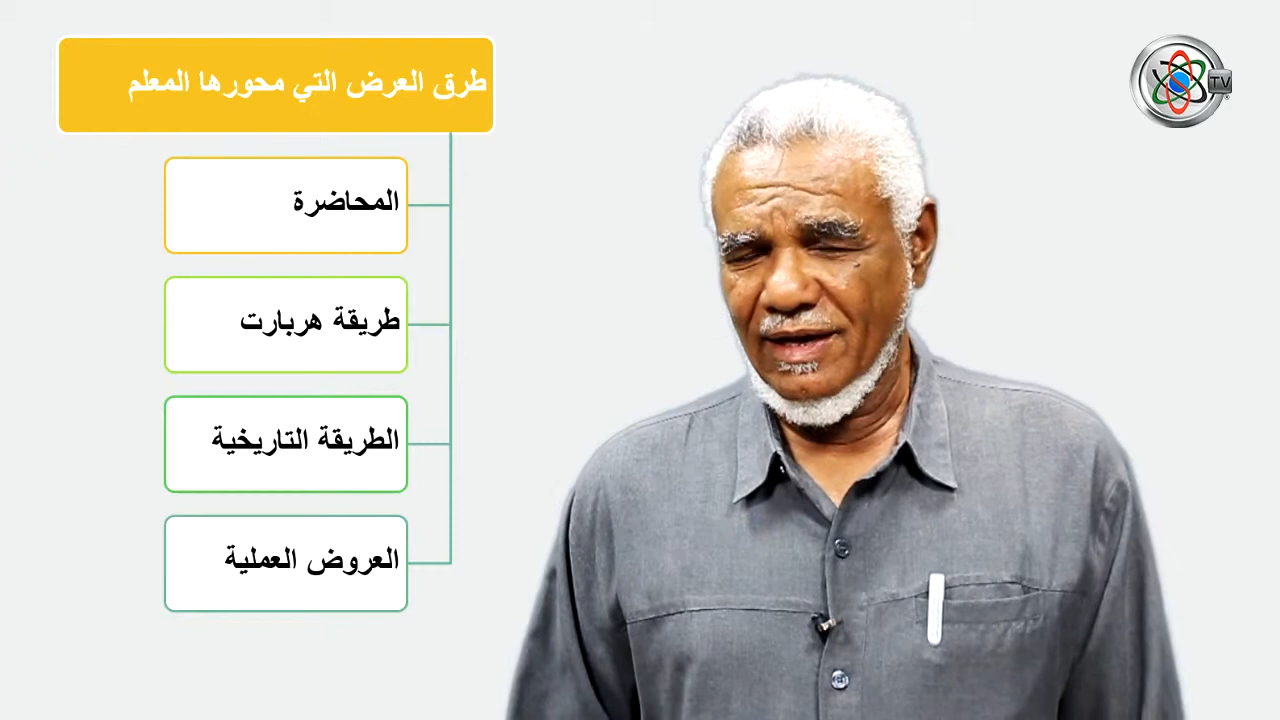 طرق العرض التي محورها المعلم
المحاضرة
طريقة هربارت
الطريقة التاريخية
العروض العملية
TV